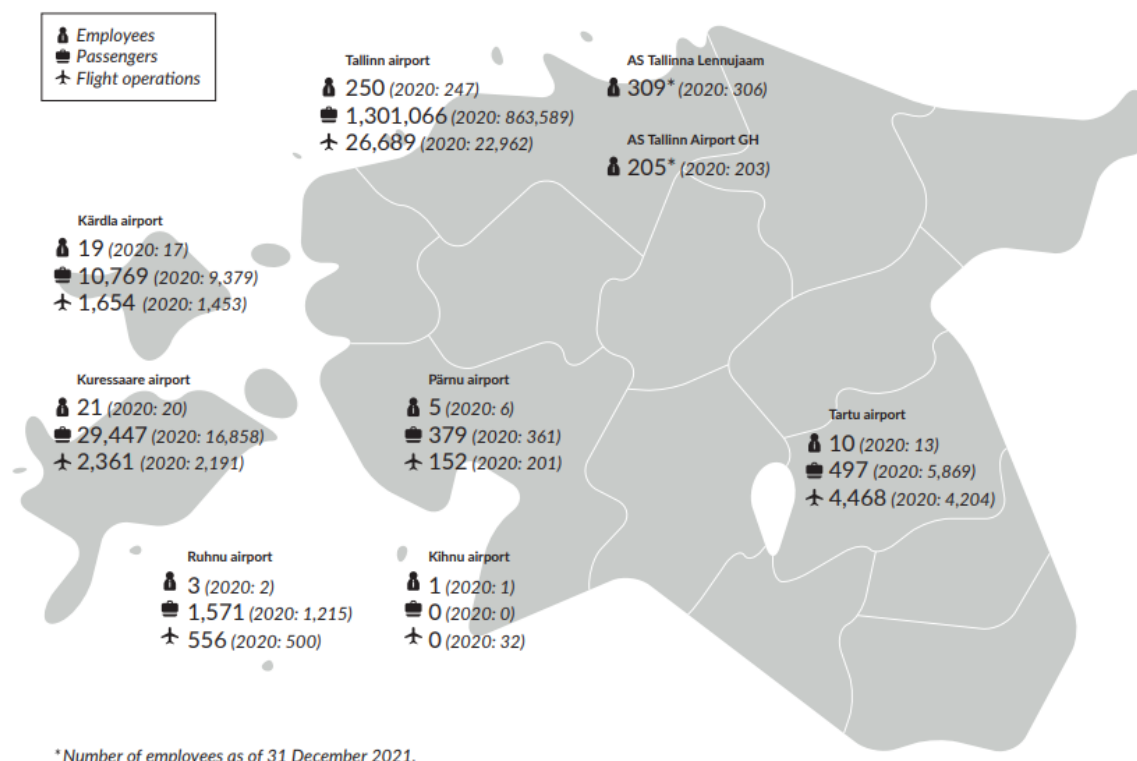 Employees
Passengers
Flight operations
Tallinn airport
250 (2020: 247)
1,301,066 (2020: 863,589)
26,689 (2020: 22,962)
AS Tallinna Lennujaam
309* (2020: 306)
AS Tallinn Airport GH
205* (2020: 203)
Kärdla airport
19 (2020: 17)
10,769 (2020: 9,379)
1,654 (2020: 1,453)
Kuressaare airport
21 (2020: 20)
29,447 (2020: 16,858)
2,361 (2020: 2,191)
Pärnu airport
5 (2020: 6)
379 (2020: 361)
152 (2020: 201)
Tartu airport
10 (2020: 13)
497 (2020: 5,869)
4,468 (2020: 4,204)
Ruhnu airport
3 (2020: 2)
1,571 (2020: 1,215)
556 (2020: 500)
Kihnu airport
1 (2020: 1)
0 (2020: 0)
0 (2020: 32)
*Number of employees as of 31 December 2021.